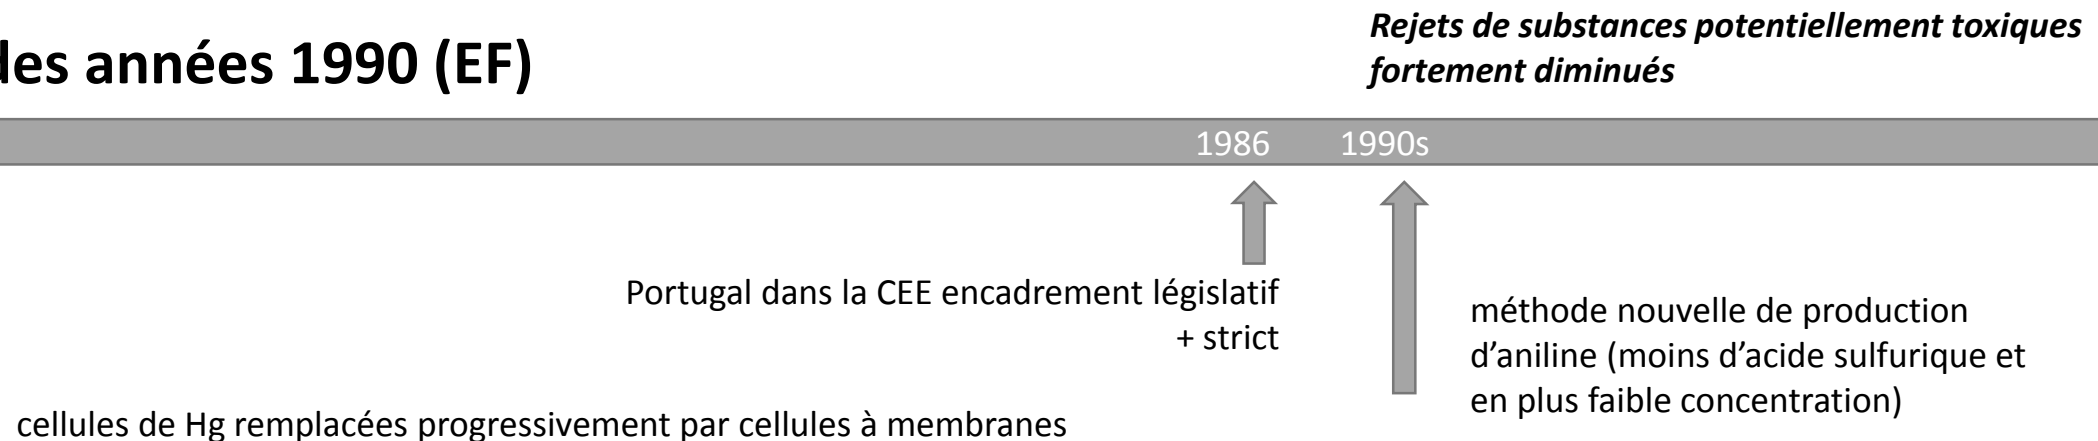 des années 1990 (EF)
Rejets de substances potentiellement toxiques
fortement diminués
1986
1990s
Portugal dans la CEE encadrement législatif
+ strict
méthode nouvelle de production
d’aniline (moins d’acide sulfurique et
en plus faible concentration)
cellules de Hg remplacées progressivement par cellules à membranes